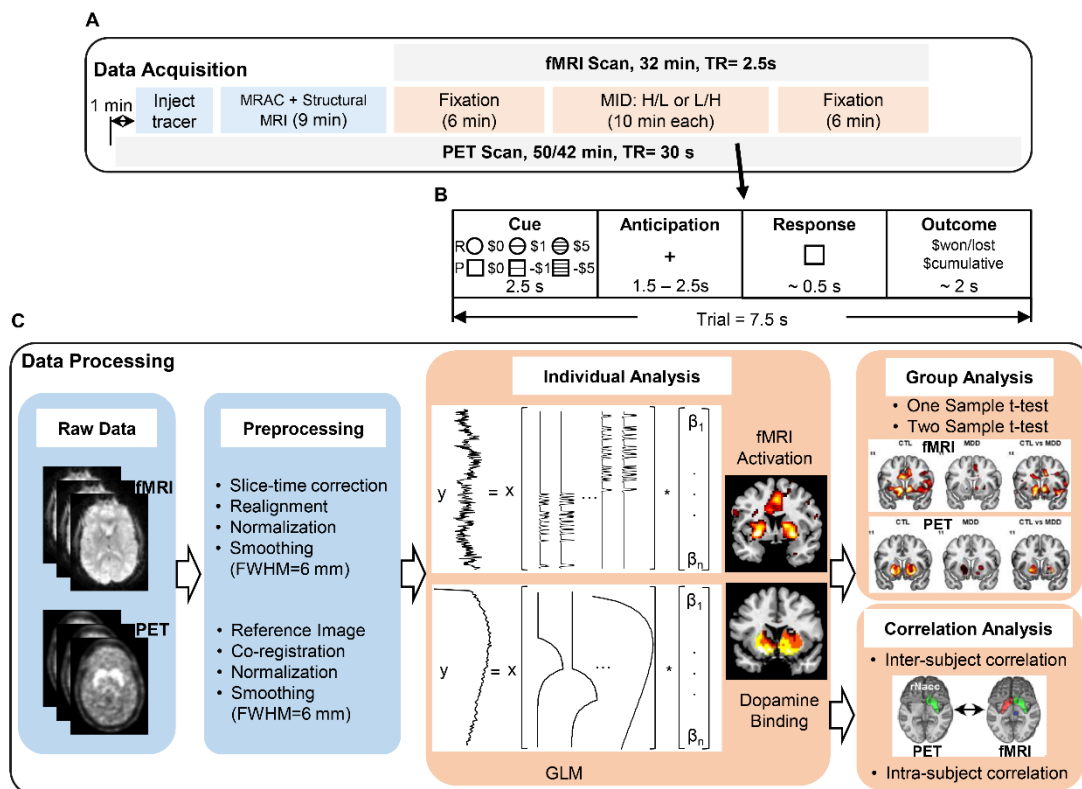 A
Data Acquisition
fMRI Scan, 32 min, TR= 2.5s
1 min
Inject
tracer
MRAC + Structural
MRI (9 min)
Fixation
(6 min)
MID: H/L or L/H
(10 min each)
Fixation
(6 min)
PET Scan, 50/42 min, TR= 30 s
B
Cue
R $0 $1 $5
P $0 -$1 -$5
2.5 s
Anticipation
+
1.5 – 2.5s
Response
~ 0.5 s
Outcome
$won/lost
$cumulative
~ 2 s
Trial = 7.5 s
C
Data Processing
Raw Data
fMRI
PET
Preprocessing
• Slice-time correction
• Realignment
• Normalization
• Smoothing
(FWHM=6 mm)
• Reference Image
• Co-registration
• Normalization
• Smoothing
(FWHM=6 mm)
Individual Analysis
y = x ... * β1 . . . βn
fMRI
Activation
y = x ... * β1 . . . βn
Dopamine
Binding
GLM
Group Analysis
• One Sample t-test
• Two Sample t-test
fMRI
CTL MDD CTL vs MDD
PET
CTL MDD CTL vs MDD
Correlation Analysis
• Inter-subject correlation
rNacc
PET fMRI
• Intra-subject correlation